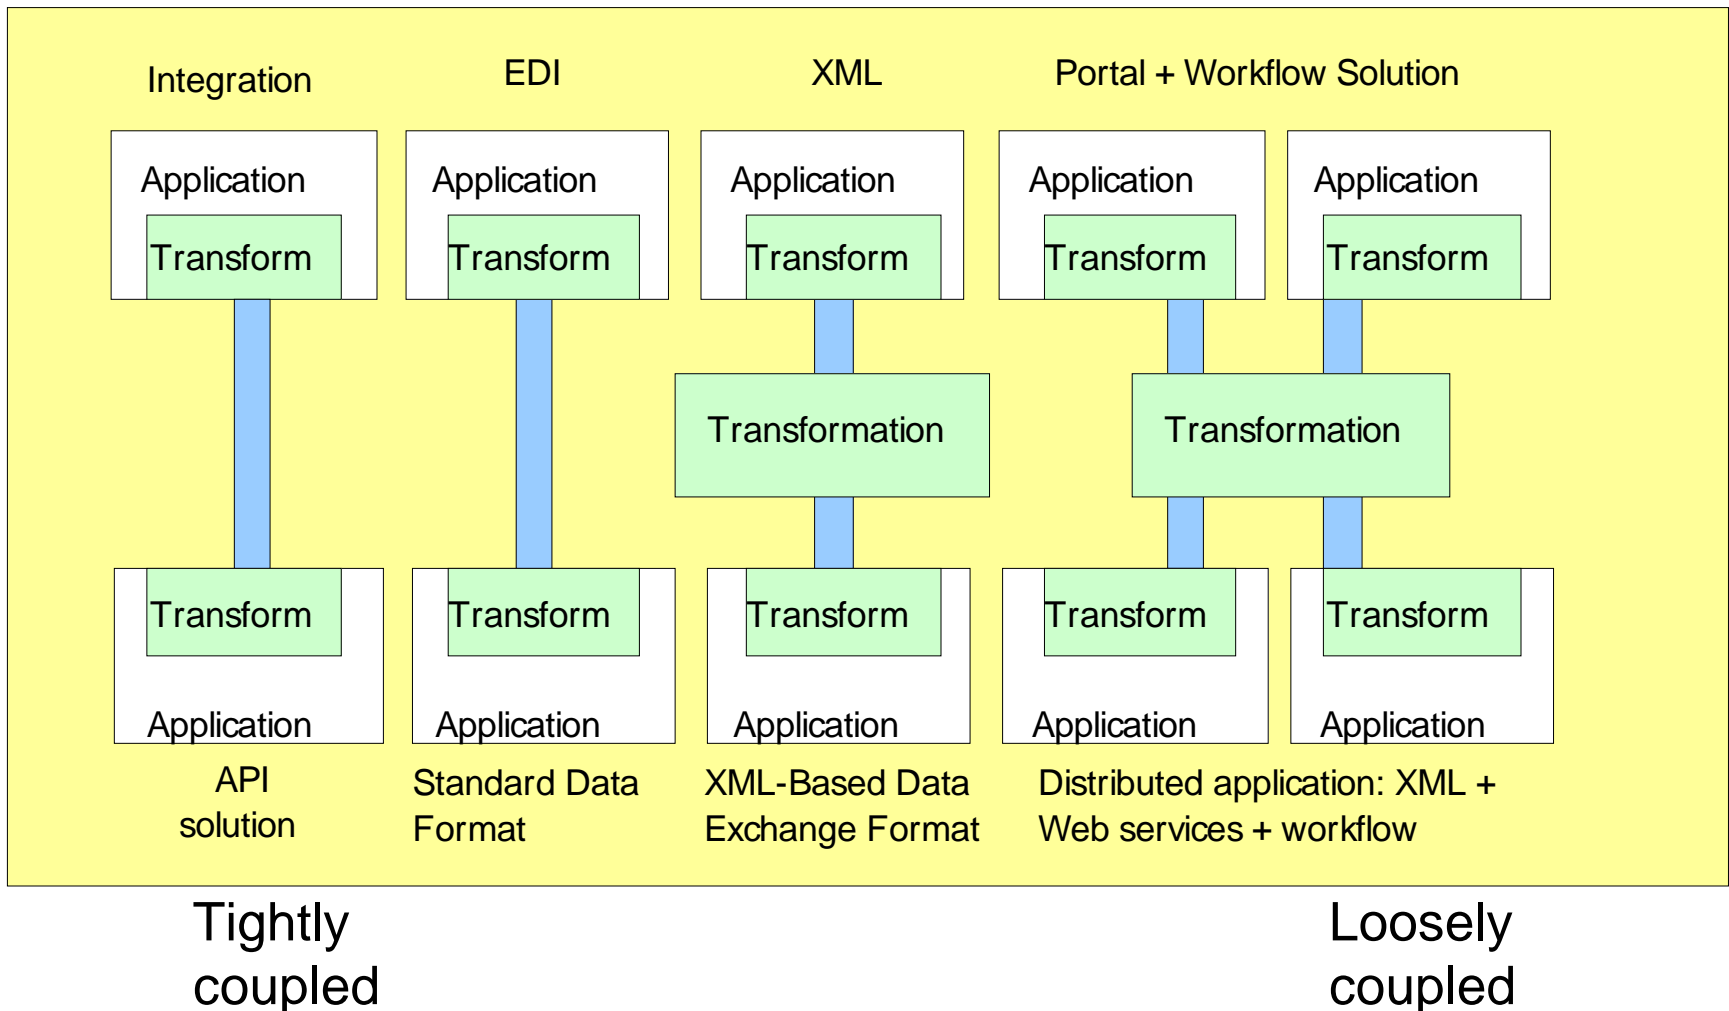 Integration
EDI
XML
Portal + Workflow Solution
Application
Application
Application
Application
Application
Transform
Transform
Transform
Transform
Transform
Transformation
Transformation
Transform
Transform
Transform
Transform
Transform
Application
Application
Application
Application
Application
API
solution
Standard Data
Format
XML-Based Data
Exchange Format
Distributed application: XML +
Web services + workflow
Tightly
coupled
Loosely
coupled